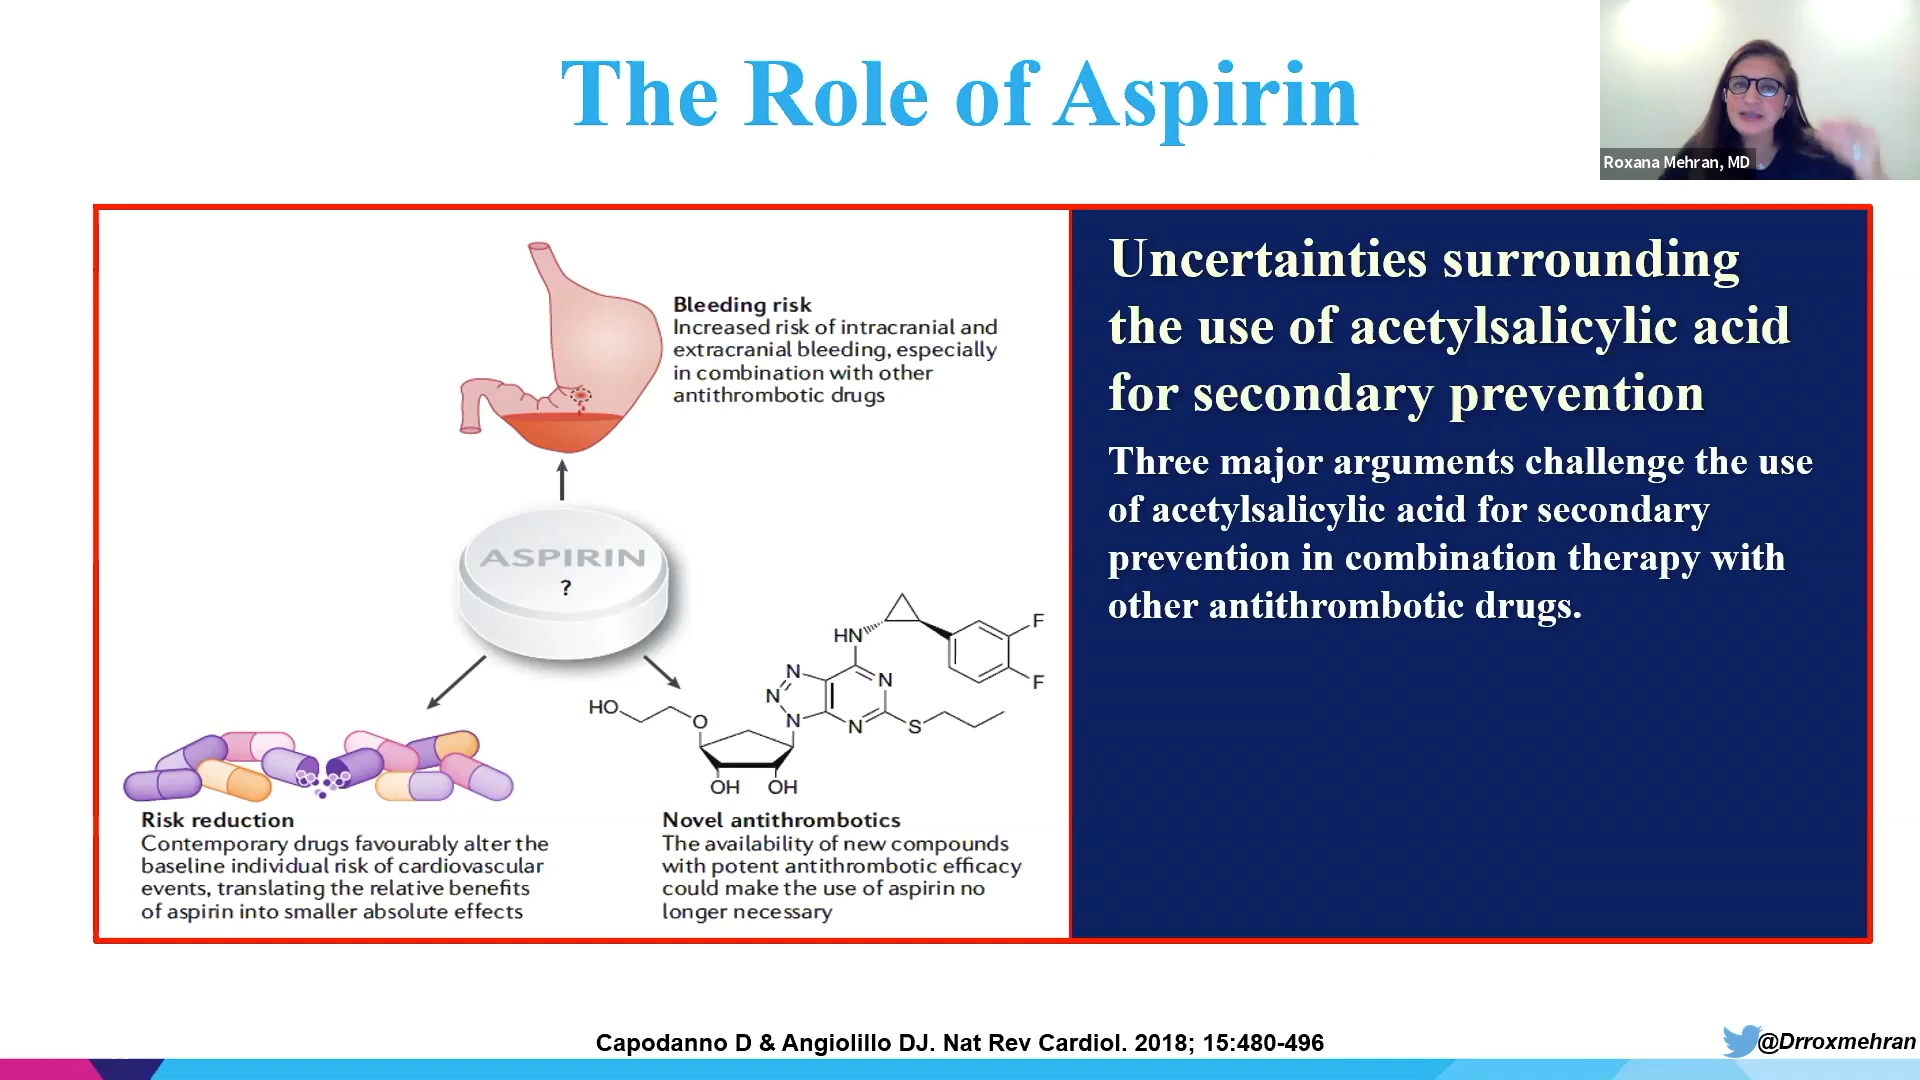 The Role of Aspirin
Roxana Mehran, MD
Bleeding risk
Increased risk of intracranial and
extracranial bleeding, especially
in combination with other
antithrombotic drugs
ASPIRIN
?
HN
F
F
N
N
N
N
N
S
HO
O
OH
OH
Risk reduction
Contemporary drugs favourably alter the
baseline individual risk of cardiovascular
events, translating the relative benefits
of aspirin into smaller absolute effects
Novel antithrombotics
The availability of new compounds
with potent antithrombotic efficacy
could make the use of aspirin no
longer necessary
Uncertainties surrounding
the use of acetylsalicylic acid
for secondary prevention
Three major arguments challenge the use
of acetylsalicylic acid for secondary
prevention in combination therapy with
other antithrombotic drugs.
Capodanno D & Angiolillo DJ. Nat Rev Cardiol. 2018; 15:480-496
@Drroxmehran